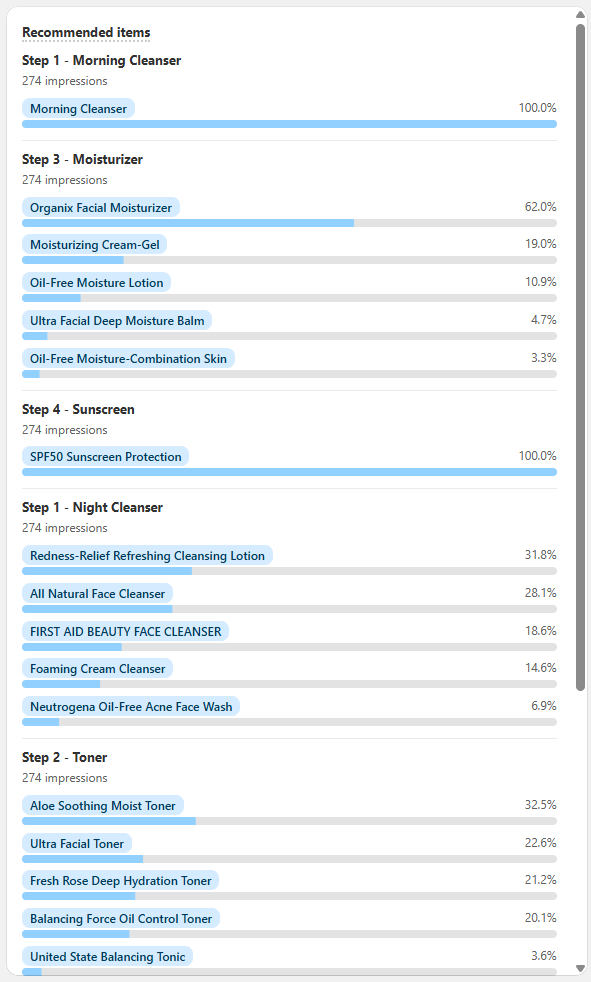 Recommended items
Step 1 - Morning Cleanser
274 impressions
Morning Cleanser 100.0%
Step 3 - Moisturizer
274 impressions
Organix Facial Moisturizer 62.0%
Moisturizing Cream-Gel 19.0%
Oil-Free Moisture Lotion 10.9%
Ultra Facial Deep Moisture Balm 4.7%
Oil-Free Moisture-Combination Skin 3.3%
Step 4 - Sunscreen
274 impressions
SPF50 Sunscreen Protection 100.0%
Step 1 - Night Cleanser
274 impressions
Redness-Relief Refreshing Cleansing Lotion 31.8%
All Natural Face Cleanser 28.1%
FIRST AID BEAUTY FACE CLEANSER 18.6%
Foaming Cream Cleanser 14.6%
Neutrogena Oil-Free Acne Face Wash 6.9%
Step 2 - Toner
274 impressions
Aloe Soothing Moist Toner 32.5%
Ultra Facial Toner 22.6%
Fresh Rose Deep Hydration Toner 21.2%
Balancing Force Oil Control Toner 20.1%
United State Balancing Tonic 3.6%